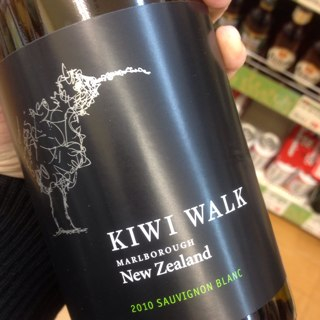 KIWI WALK
MARLBOROUGH
New Zealand
2010 SAUVIGNON BLANC